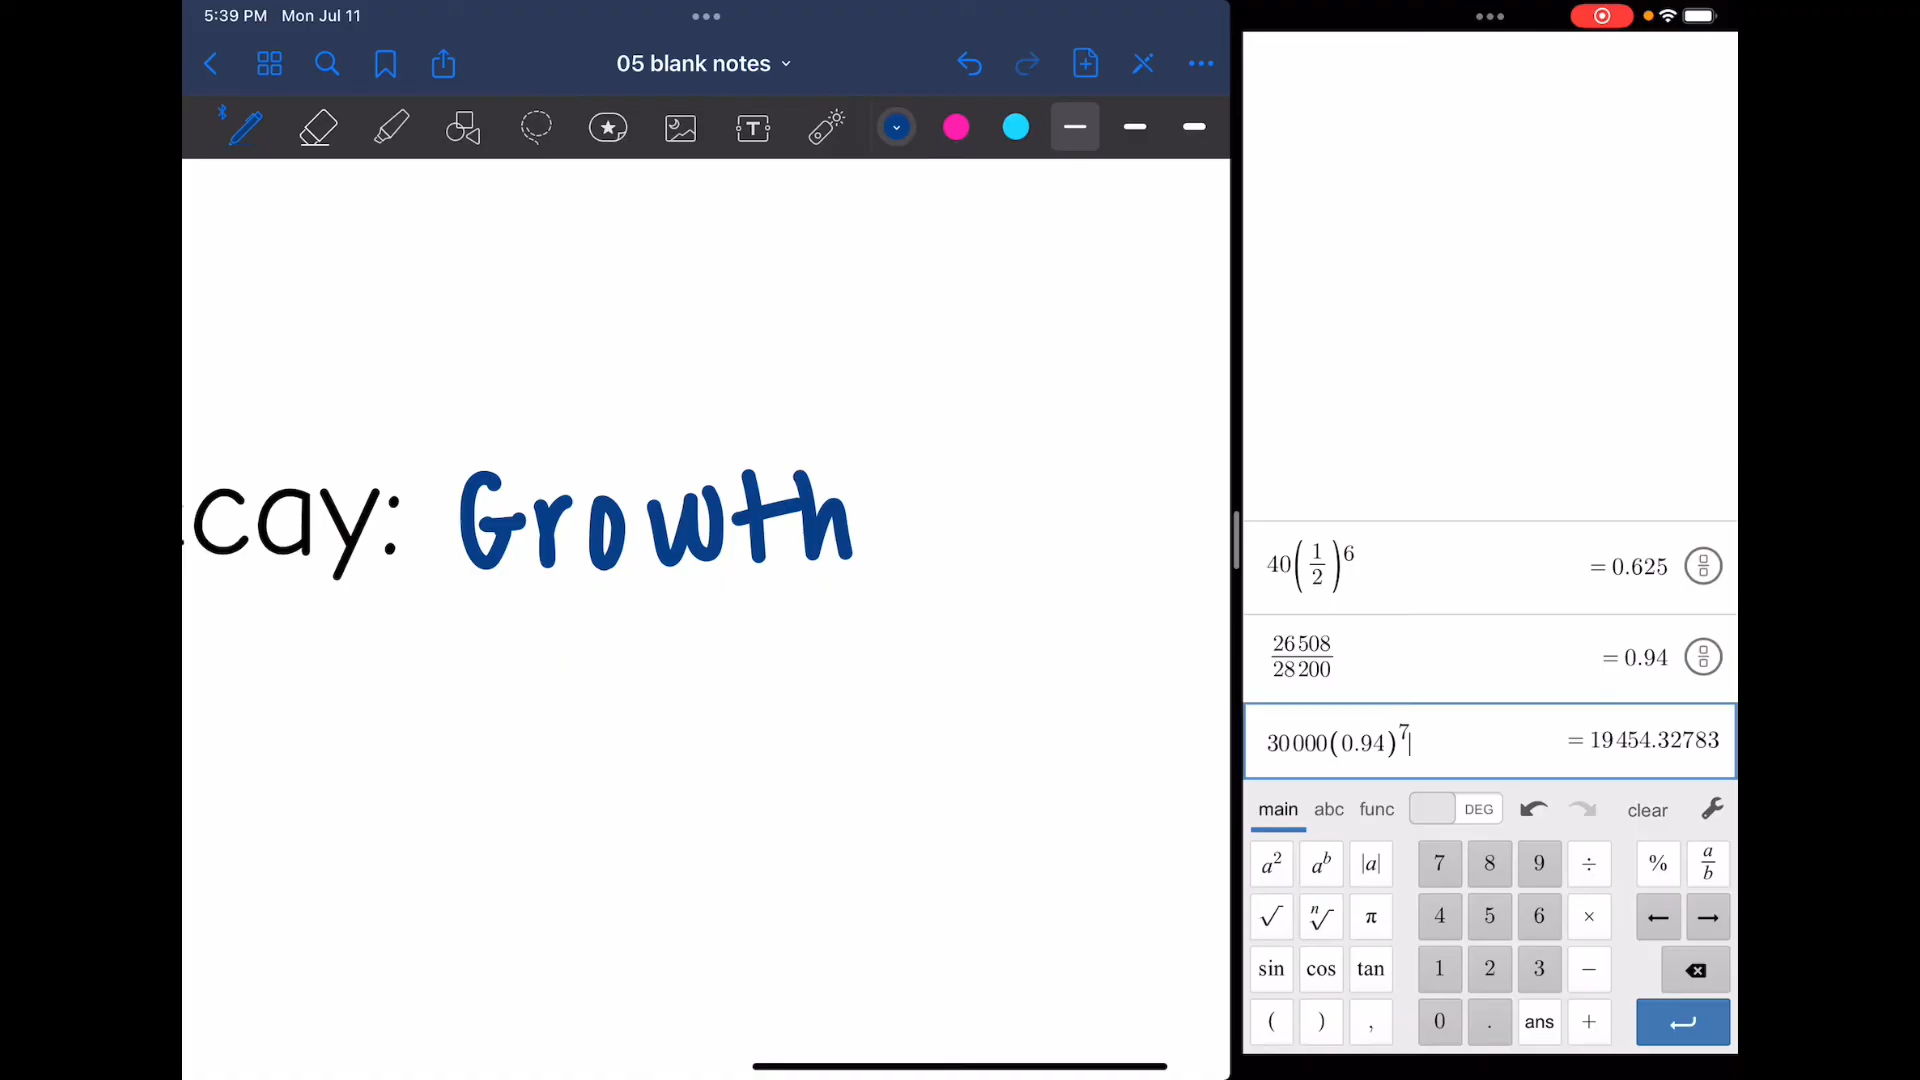 5:39 PM Mon Jul 11
05 blank notes
T
cay: Growth
40(1/2)^6 = 0.625
26508/28200 = 0.94
30000(0.94)^7 = 19454.32783
main abc func DEG clear
a^2 a^b |a| 7 8 9 ÷ % a/b
√ n√ π 4 5 6 × ← →
sin cos tan 1 2 3 −
( ) , 0 . ans +